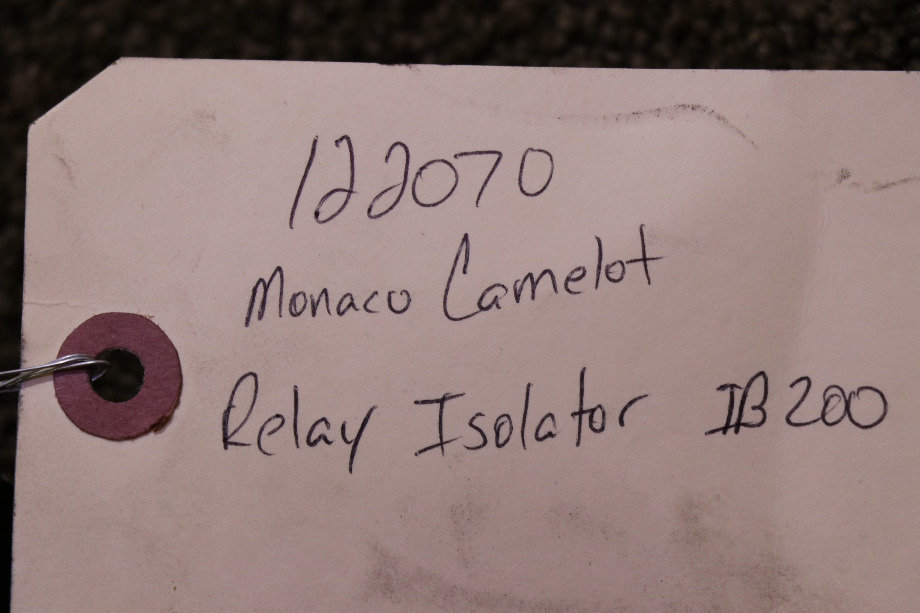 122070
Monaco Camelot
Relay Isolator IB200